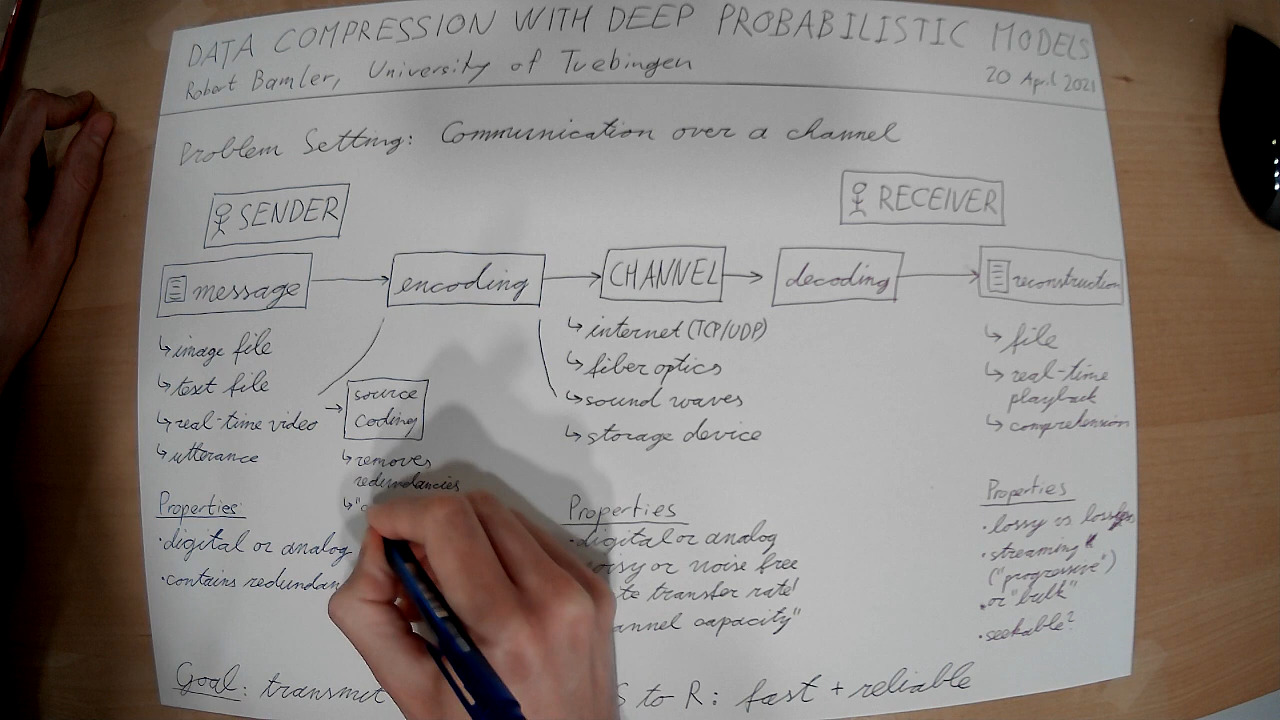 DATA COMPRESSION WITH DEEP PROBABILISTIC MODELS
Robert Bamler, University of Tuebingen
20 April 2021
Problem Setting: Communication over a channel
SENDER
RECEIVER
message
encoding
CHANNEL
decoding
reconstruction
↳image file
↳text file
↳real-time video
↳utterance
Properties:
·digital or analog
·contains
source
coding
↳removes
redundancies
↳internet (TCP/UDP)
↳fiber optics
↳sound waves
↳storage device
Properties
·digital or analog
or noise free
transfer rate
capacity"
↳file
↳real-time
playback
↳comprehension
Properties
·lossy vs lossless
·streaming"
("progressive")
·or "bulk"
·seekable?
Goal: transmit
S to R: fast + reliable